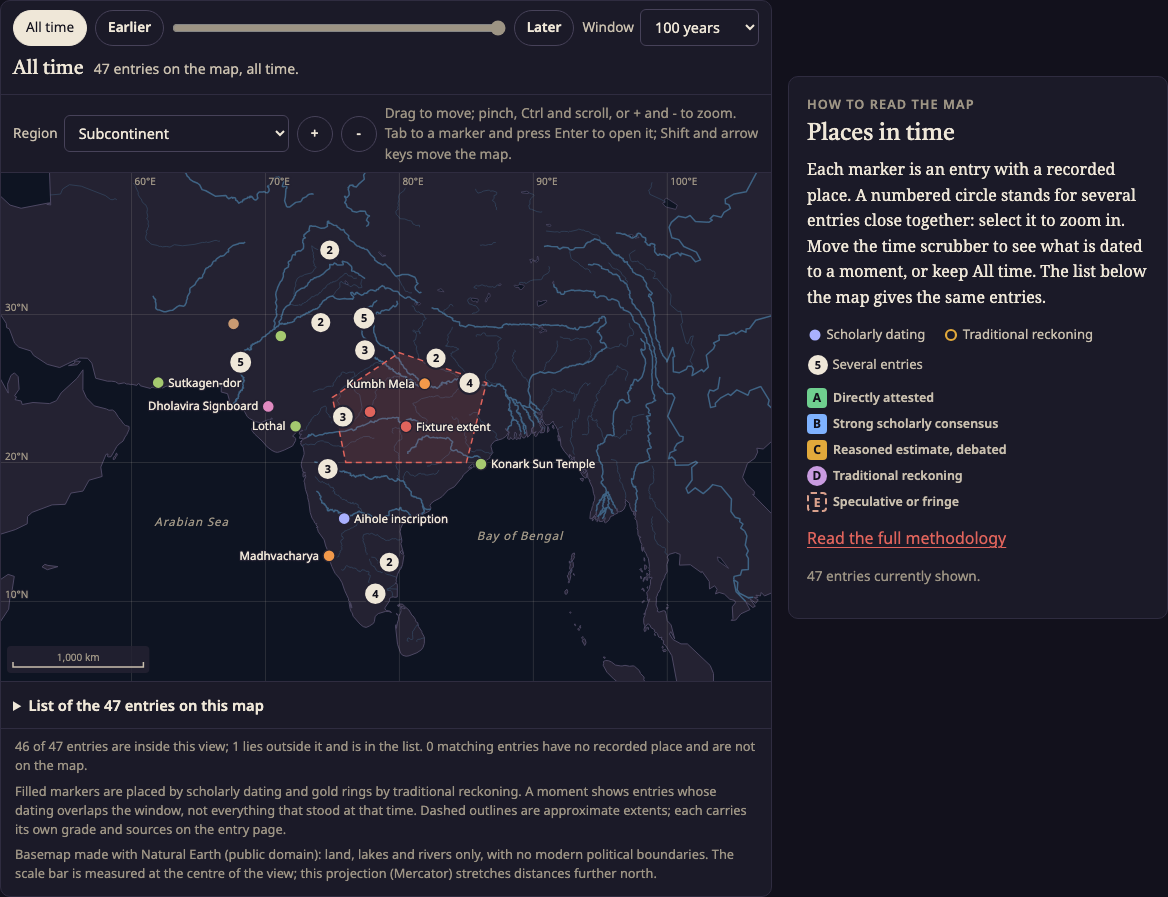 All time
Earlier
Later
Window
100 years
All time 47 entries on the map, all time.
Region
Subcontinent
+
-
Drag to move; pinch, Ctrl and scroll, or + and - to zoom.
Tab to a marker and press Enter to open it; Shift and arrow
keys move the map.
60°E
70°E
80°E
90°E
100°E
30°N
20°N
10°N
2
2
5
3
5
2
4
Sutkagen-dor
Kumbh Mela
Dholavira Signboard
3
Lothal
Fixture extent
3
Konark Sun Temple
Arabian Sea
Aihole inscription
Bay of Bengal
Madhvacharya
2
4
1,000 km
▶ List of the 47 entries on this map
46 of 47 entries are inside this view; 1 lies outside it and is in the list. 0 matching entries have no recorded place and are not
on the map.
Filled markers are placed by scholarly dating and gold rings by traditional reckoning. A moment shows entries whose
dating overlaps the window, not everything that stood at that time. Dashed outlines are approximate extents; each carries
its own grade and sources on the entry page.
Basemap made with Natural Earth (public domain): land, lakes and rivers only, with no modern political boundaries. The
scale bar is measured at the centre of the view; this projection (Mercator) stretches distances further north.
HOW TO READ THE MAP
Places in time
Each marker is an entry with a recorded
place. A numbered circle stands for several
entries close together: select it to zoom in.
Move the time scrubber to see what is dated
to a moment, or keep All time. The list below
the map gives the same entries.
Scholarly dating
Traditional reckoning
5 Several entries
A Directly attested
B Strong scholarly consensus
C Reasoned estimate, debated
D Traditional reckoning
E Speculative or fringe
Read the full methodology
47 entries currently shown.